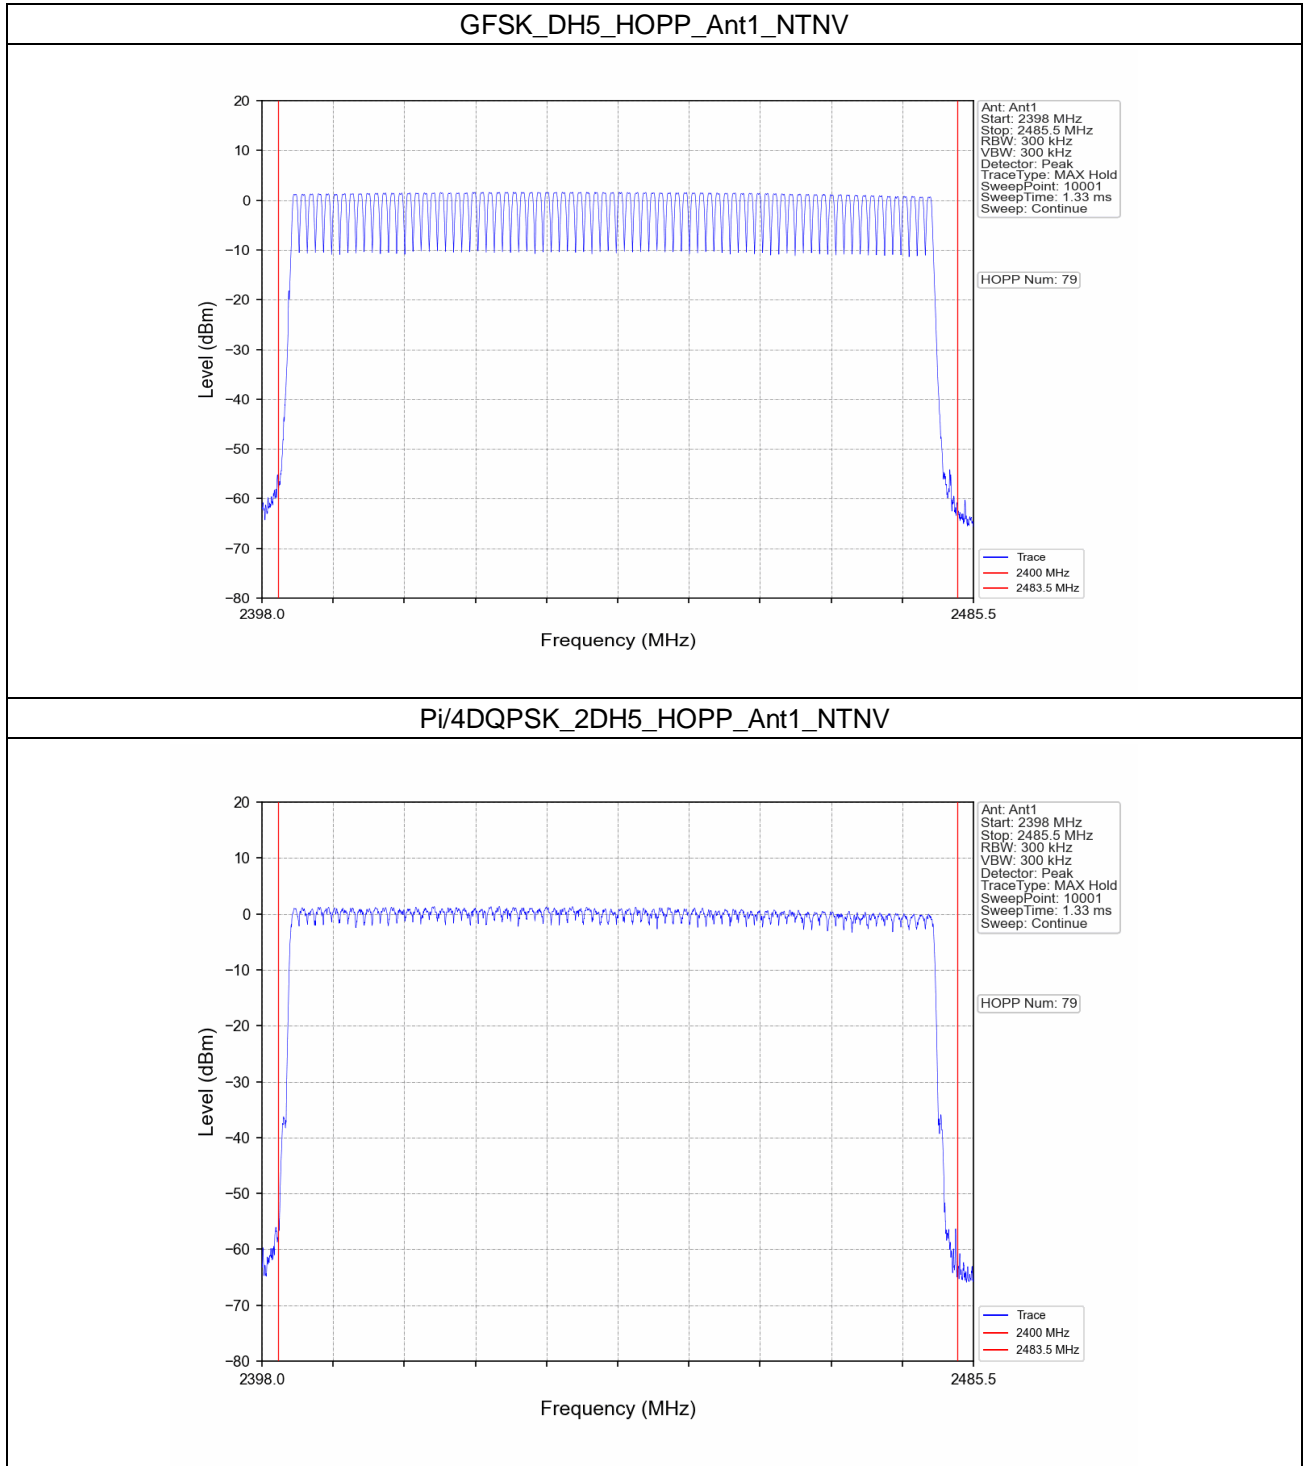 GFSK_DH5_HOPP_Ant1_NTNV
20
10
0
−10
−20
−30
−40
−50
−60
−70
−80
Level (dBm)
2398.0
2485.5
Frequency (MHz)
Ant: Ant1
Start: 2398 MHz
Stop: 2485.5 MHz
RBW: 300 kHz
VBW: 300 kHz
Detector: Peak
TraceType: MAX Hold
SweepPoint: 10001
SweepTime: 1.33 ms
Sweep: Continue
HOPP Num: 79
Trace
2400 MHz
2483.5 MHz
Pi/4DQPSK_2DH5_HOPP_Ant1_NTNV
20
10
0
−10
−20
−30
−40
−50
−60
−70
−80
Level (dBm)
2398.0
2485.5
Frequency (MHz)
Ant: Ant1
Start: 2398 MHz
Stop: 2485.5 MHz
RBW: 300 kHz
VBW: 300 kHz
Detector: Peak
TraceType: MAX Hold
SweepPoint: 10001
SweepTime: 1.33 ms
Sweep: Continue
HOPP Num: 79
Trace
2400 MHz
2483.5 MHz